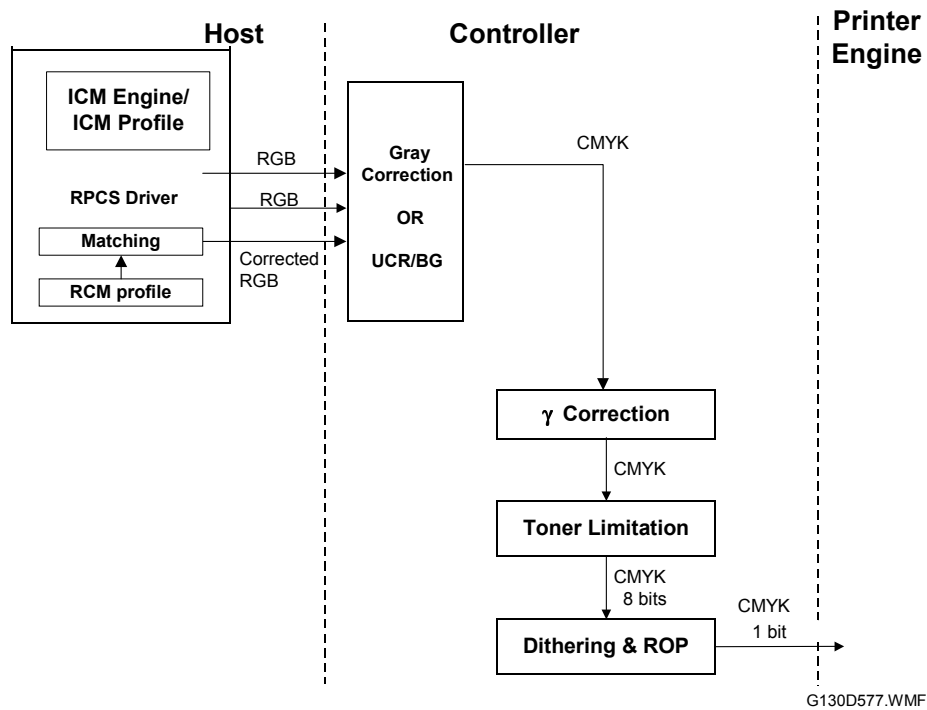 Host
Controller
Printer
Engine
ICM Engine/
ICM Profile
RPCS Driver
Matching
RCM profile
RGB
RGB
Corrected
RGB
Gray
Correction
OR
UCR/BG
CMYK
γ Correction
CMYK
Toner Limitation
CMYK
8 bits
Dithering & ROP
CMYK
1 bit
G130D577.WMF